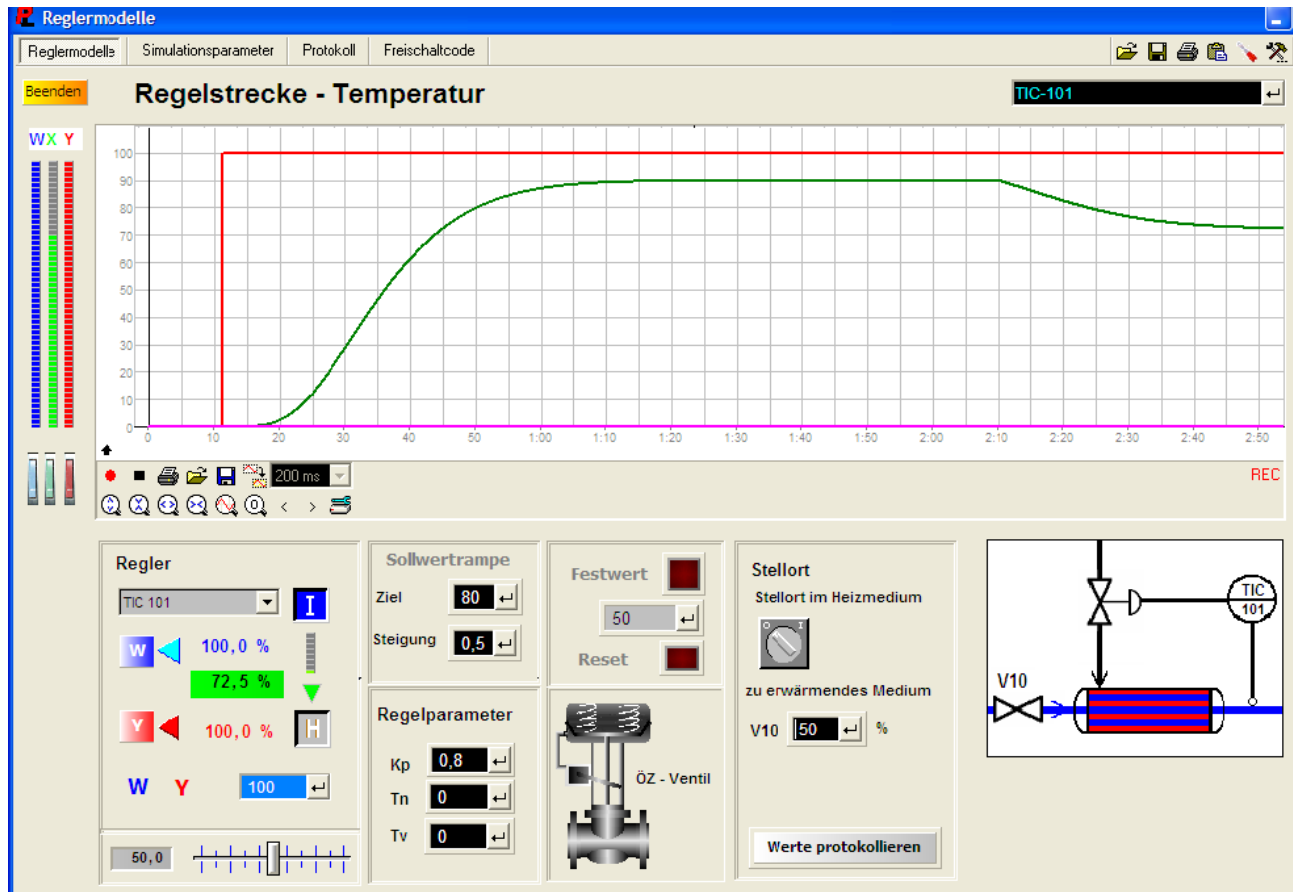 Reglermodelle
Reglermodelle Simulationsparameter Protokoll Freischaltcode
Beenden
Regelstrecke - Temperatur
TIC-101
W X Y
100
90
80
70
60
50
40
30
20
10
0
0 10 20 30 40 50 1:00 1:10 1:20 1:30 1:40 1:50 2:00 2:10 2:20 2:30 2:40 2:50
200 ms
REC
Regler
TIC 101
I
W 100,0 %
72,5 %
Y 100,0 %
H
W Y 100
50,0
Sollwertrampe
Ziel 80
Steigung 0,5
Regelparameter
Kp 0,8
Tn 0
Tv 0
Festwert
50
Reset
ÖZ - Ventil
Stellort
Stellort im Heizmedium
O I
zu erwärmendes Medium
V10 50 %
Werte protokollieren
TIC
101
V10